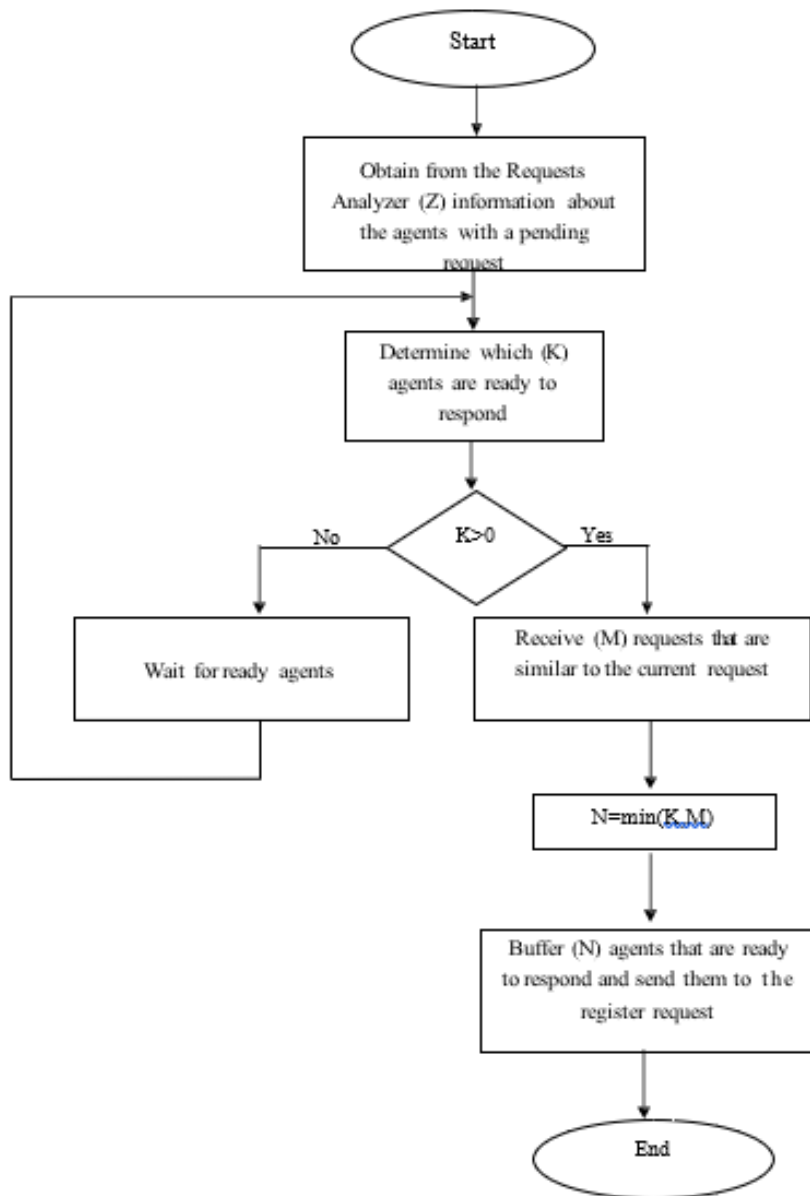 Start
Obtain from the Requests
Analyzer (Z) information about
the agents with a pending
request
Determine which (K)
agents are ready to
respond
K>0
No
Yes
Wait for ready agents
Receive (M) requests that are
similar to the current request
N=min(K,M)
Buffer (N) agents that are ready
to respond and send them to the
register request
End